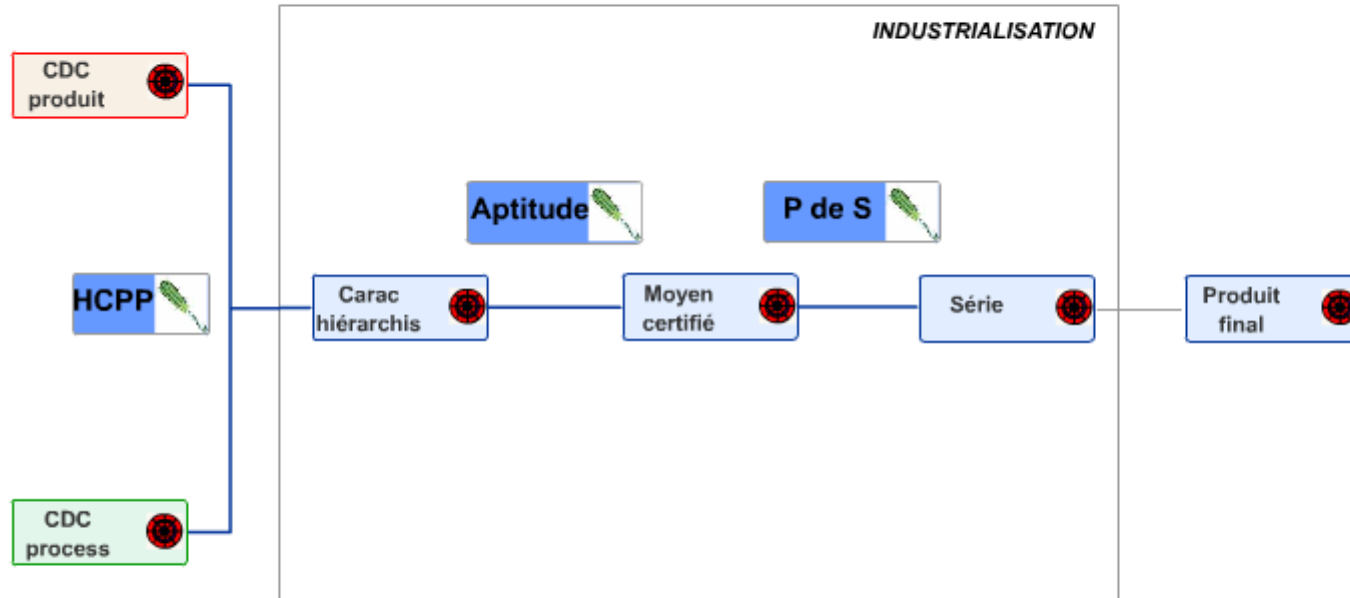 INDUSTRIALISATION
CDC
produit
Aptitude
P de S
HCPP
Carac
hiérarchis
Moyen
certifié
Série
Produit
final
CDC
process